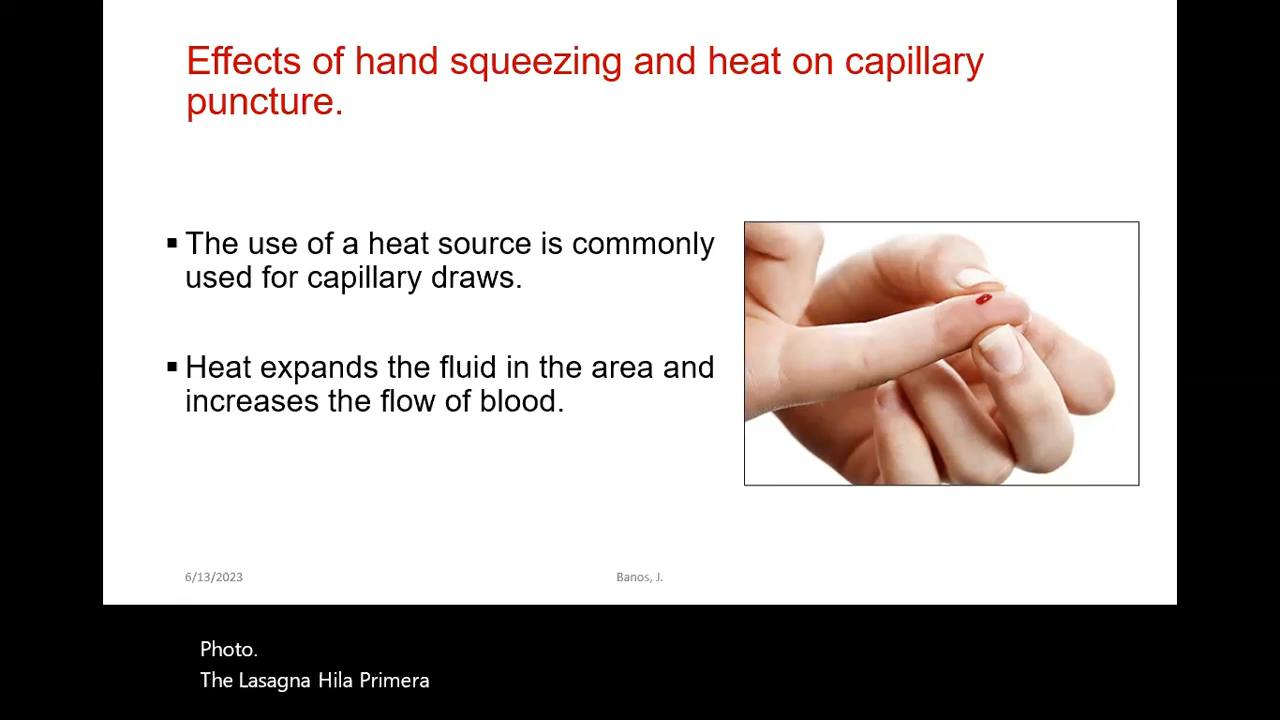 Effects of hand squeezing and heat on capillary
puncture.
▪ The use of a heat source is commonly
used for capillary draws.
▪ Heat expands the fluid in the area and
increases the flow of blood.
6/13/2023
Banos, J.
Photo.
The Lasagna Hila Primera